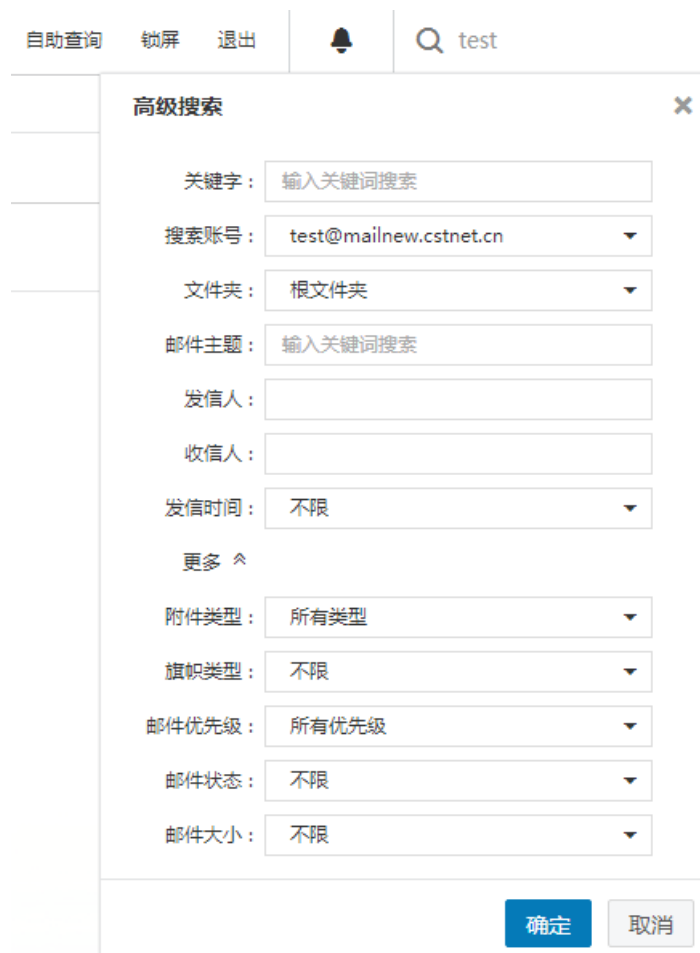 自助查询 锁屏 退出 test
高级搜索
关键字： 输入关键词搜索
搜索账号： test@mailnew.cstnet.cn
文件夹： 根文件夹
邮件主题： 输入关键词搜索
发信人：
收信人：
发信时间： 不限
更多
附件类型： 所有类型
旗帜类型： 不限
邮件优先级： 所有优先级
邮件状态： 不限
邮件大小： 不限
确定 取消